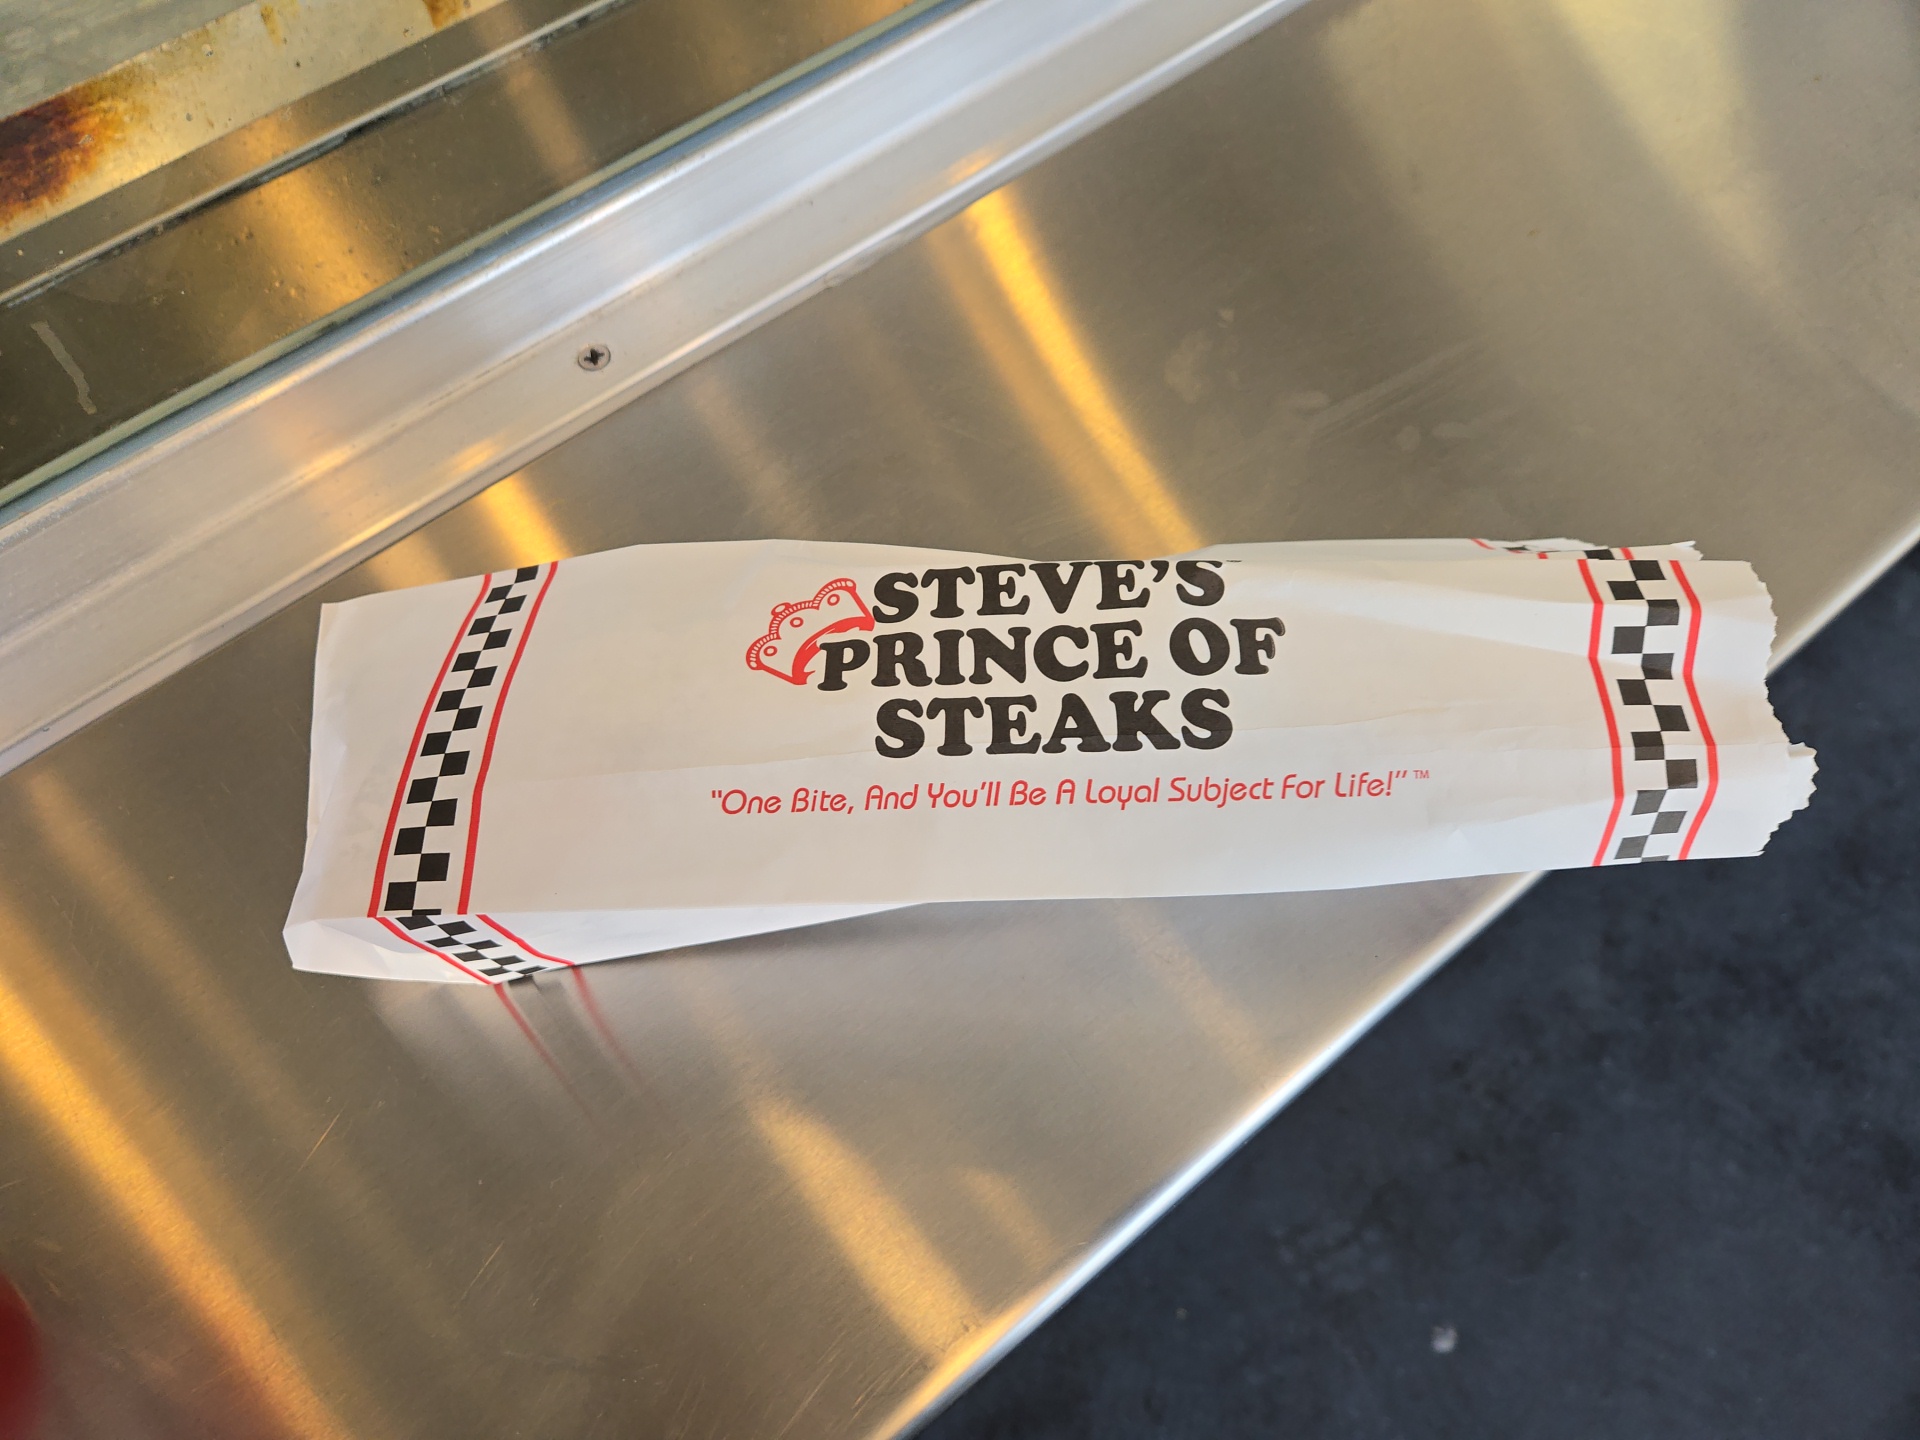 STEVE'S
PRINCE OF
STEAKS
"One Bite, And You'll Be A Loyal Subject For Life!" ™